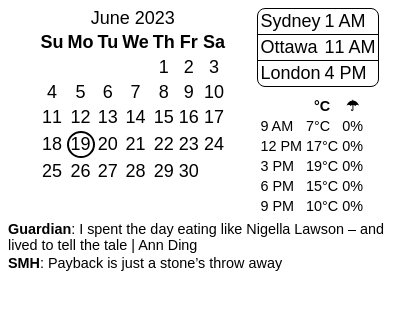 June 2023
Su Mo Tu We Th Fr Sa
1 2 3
4 5 6 7 8 9 10
11 12 13 14 15 16 17
18 19 20 21 22 23 24
25 26 27 28 29 30
Sydney 1 AM
Ottawa 11 AM
London 4 PM
°C ☂
9 AM 7°C 0%
12 PM 17°C 0%
3 PM 19°C 0%
6 PM 15°C 0%
9 PM 10°C 0%
Guardian: I spent the day eating like Nigella Lawson – and
lived to tell the tale | Ann Ding
SMH: Payback is just a stone’s throw away